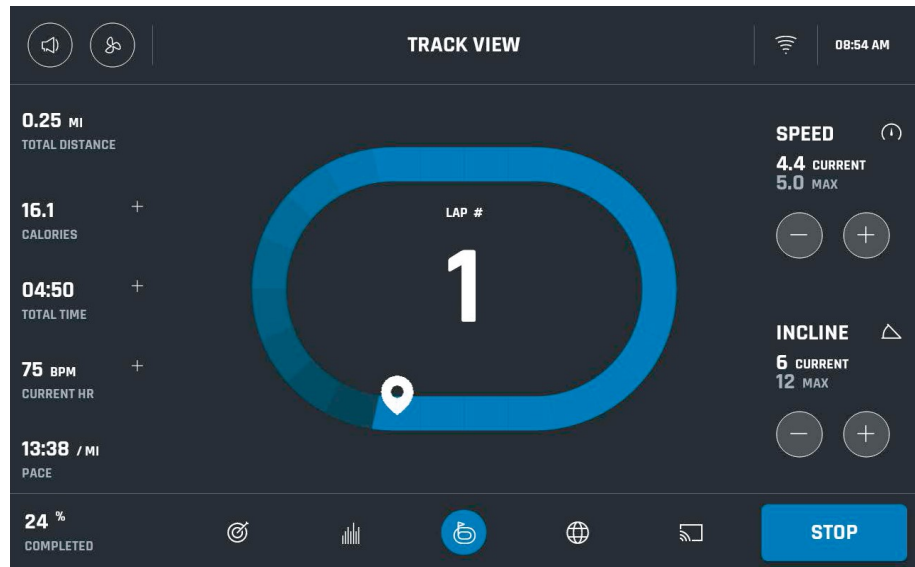 TRACK VIEW
08:54 AM
0.25 MI
TOTAL DISTANCE
16.1 +
CALORIES
04:50 +
TOTAL TIME
75 BPM +
CURRENT HR
13:38 / MI
PACE
LAP #
1
SPEED
4.4 CURRENT
5.0 MAX
− +
INCLINE
6 CURRENT
12 MAX
− +
24 %
COMPLETED
STOP